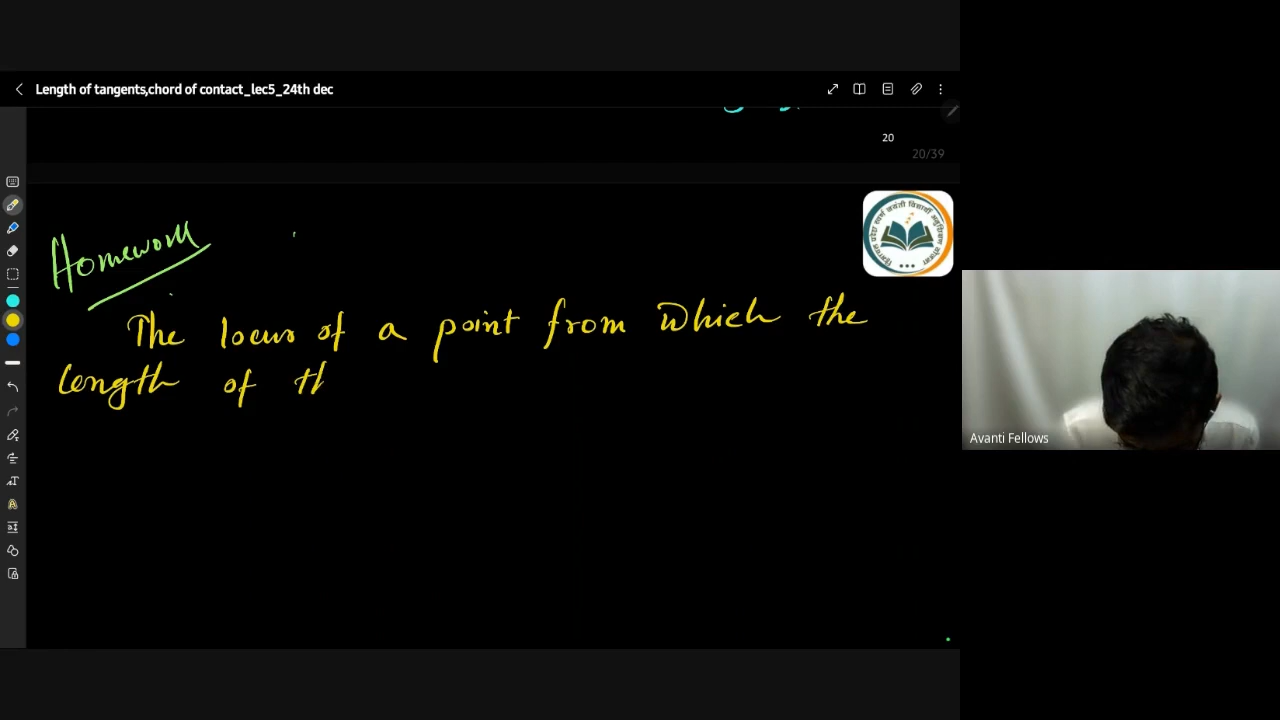 Length of tangents,chord of contact_lec5_24th dec
20
20/39
Homework
The locus of a point from which the
length of th
Avanti Fellows